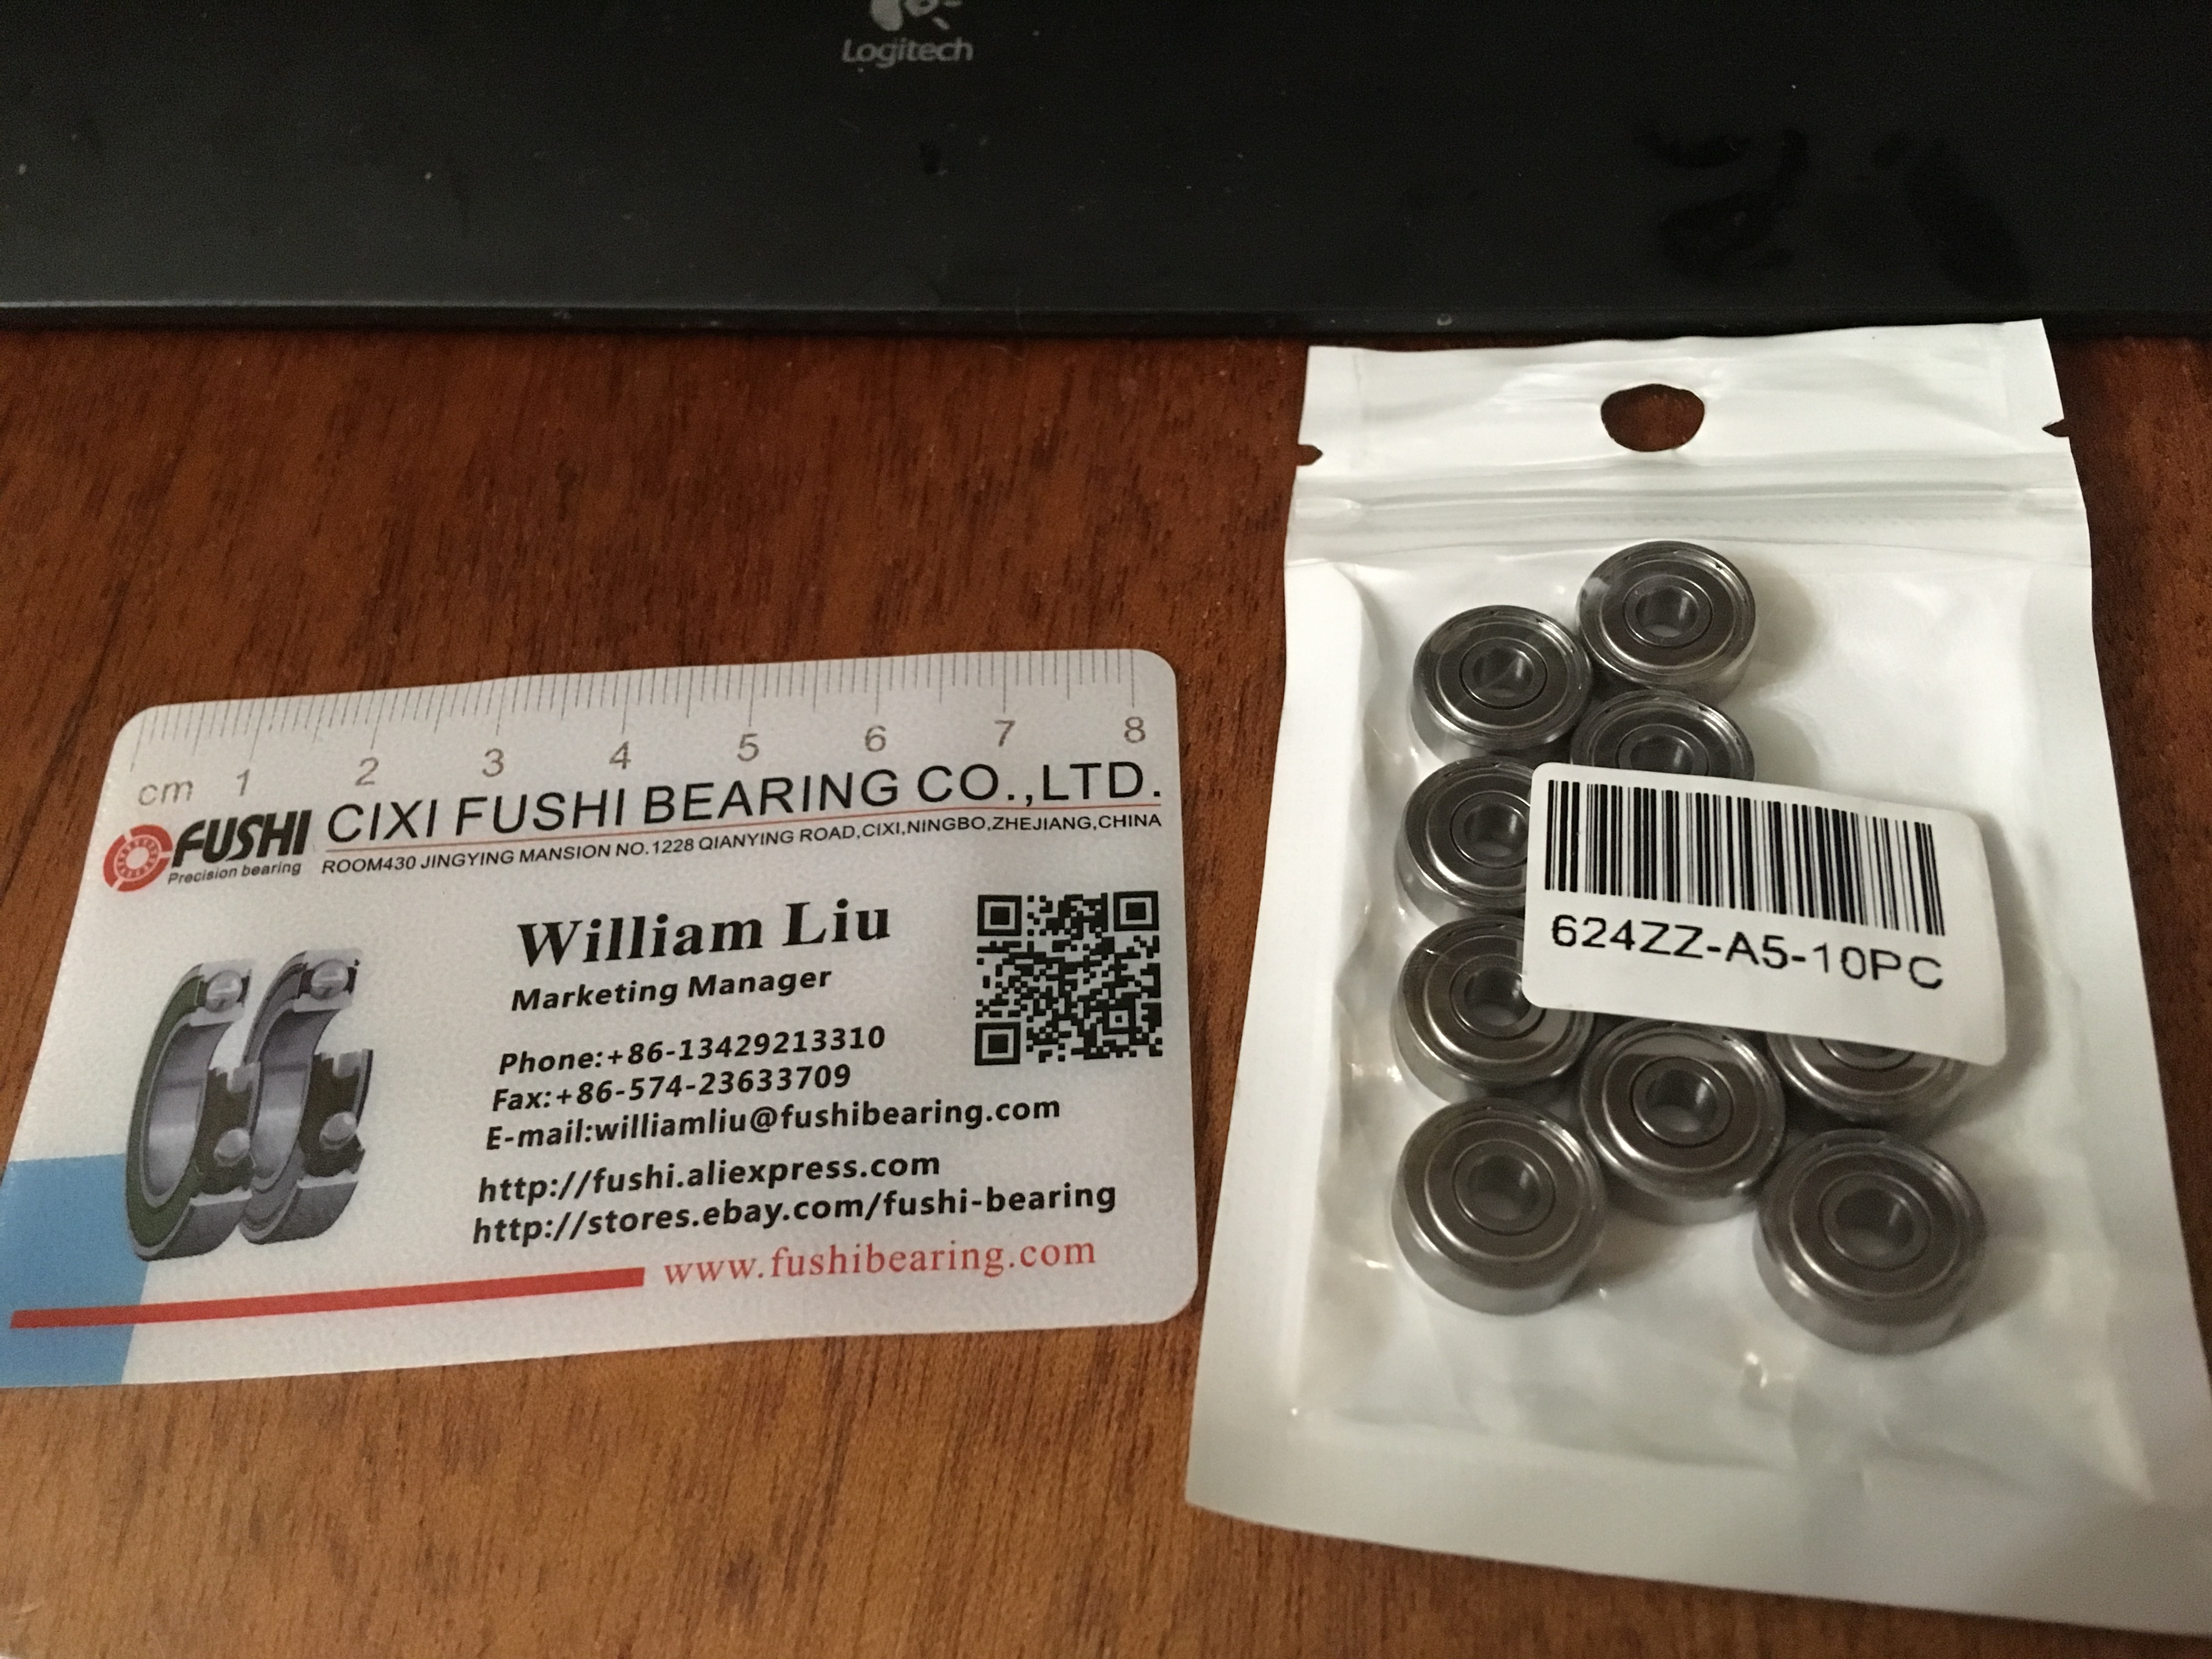 Logitech
cm 1 2 3 4 5 6 7 8
FUSHI
Precision bearing
CIXI FUSHI BEARING CO.,LTD.
ROOM430 JINGYING MANSION NO.1228 QIANYING ROAD,CIXI,NINGBO,ZHEJIANG,CHINA
William Liu
Marketing Manager
Phone:+86-13429213310
Fax:+86-574-23633709
E-mail:williamliu@fushibearing.com
http://fushi.aliexpress.com
http://stores.ebay.com/fushi-bearing
www.fushibearing.com
624ZZ-A5-10PC